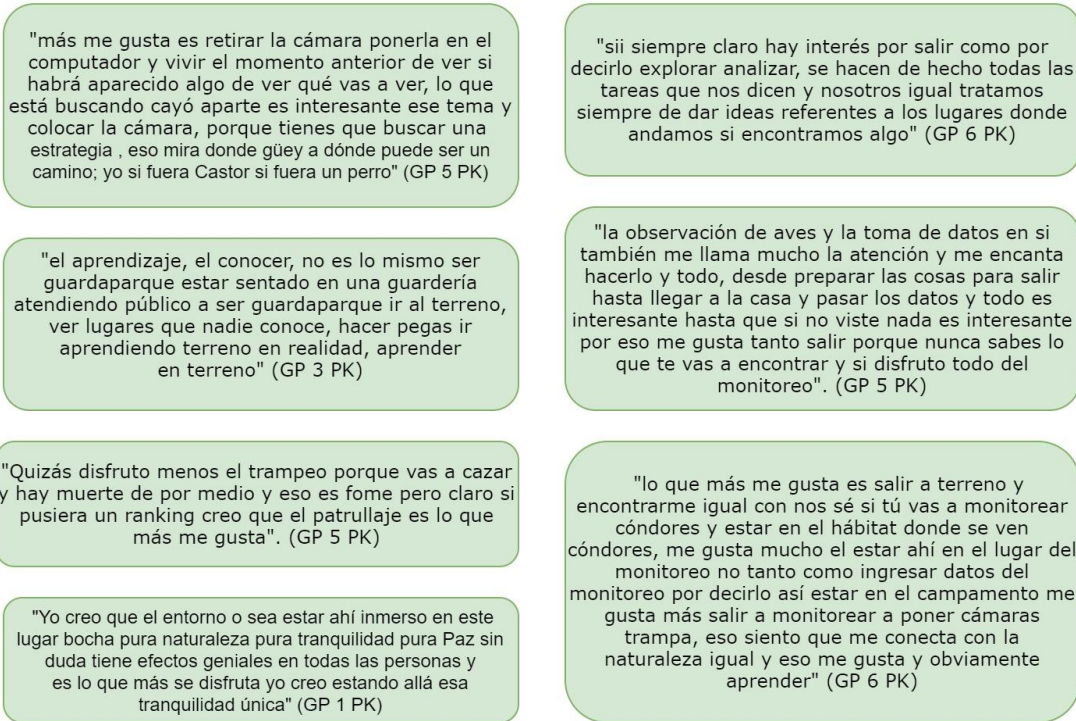 "más me gusta es retirar la cámara ponerla en el
computador y vivir el momento anterior de ver si
habrá aparecido algo de ver qué vas a ver, lo que
está buscando cayó aparte es interesante ese tema y
colocar la cámara, porque tienes que buscar una
estrategia , eso mira donde güey a dónde puede ser un
camino; yo si fuera Castor si fuera un perro" (GP 5 PK)
"el aprendizaje, el conocer, no es lo mismo ser
guardaparque estar sentado en una guardería
atendiendo público a ser guardaparque ir al terreno,
ver lugares que nadie conoce, hacer pegas ir
aprendiendo terreno en realidad, aprender
en terreno" (GP 3 PK)
"Quizás disfruto menos el trampeo porque vas a cazar
y hay muerte de por medio y eso es fome pero claro si
pusiera un ranking creo que el patrullaje es lo que
más me gusta". (GP 5 PK)
"Yo creo que el entorno o sea estar ahí inmerso en este
lugar bocha pura naturaleza pura tranquilidad pura Paz sin
duda tiene efectos geniales en todas las personas y
es lo que más se disfruta yo creo estando allá esa
tranquilidad única" (GP 1 PK)
"sii siempre claro hay interés por salir como por
decirlo explorar analizar, se hacen de hecho todas las
tareas que nos dicen y nosotros igual tratamos
siempre de dar ideas referentes a los lugares donde
andamos si encontramos algo" (GP 6 PK)
"la observación de aves y la toma de datos en si
también me llama mucho la atención y me encanta
hacerlo y todo, desde preparar las cosas para salir
hasta llegar a la casa y pasar los datos y todo es
interesante hasta que si no viste nada es interesante
por eso me gusta tanto salir porque nunca sabes lo
que te vas a encontrar y si disfruto todo del
monitoreo". (GP 5 PK)
"lo que más me gusta es salir a terreno y
encontrarme igual con nos sé si tú vas a monitorear
cóndores y estar en el hábitat donde se ven
cóndores, me gusta mucho el estar ahí en el lugar del
monitoreo no tanto como ingresar datos del
monitoreo por decirlo así estar en el campamento me
gusta más salir a monitorear a poner cámaras
trampa, eso siento que me conecta con la
naturaleza igual y eso me gusta y obviamente
aprender" (GP 6 PK)